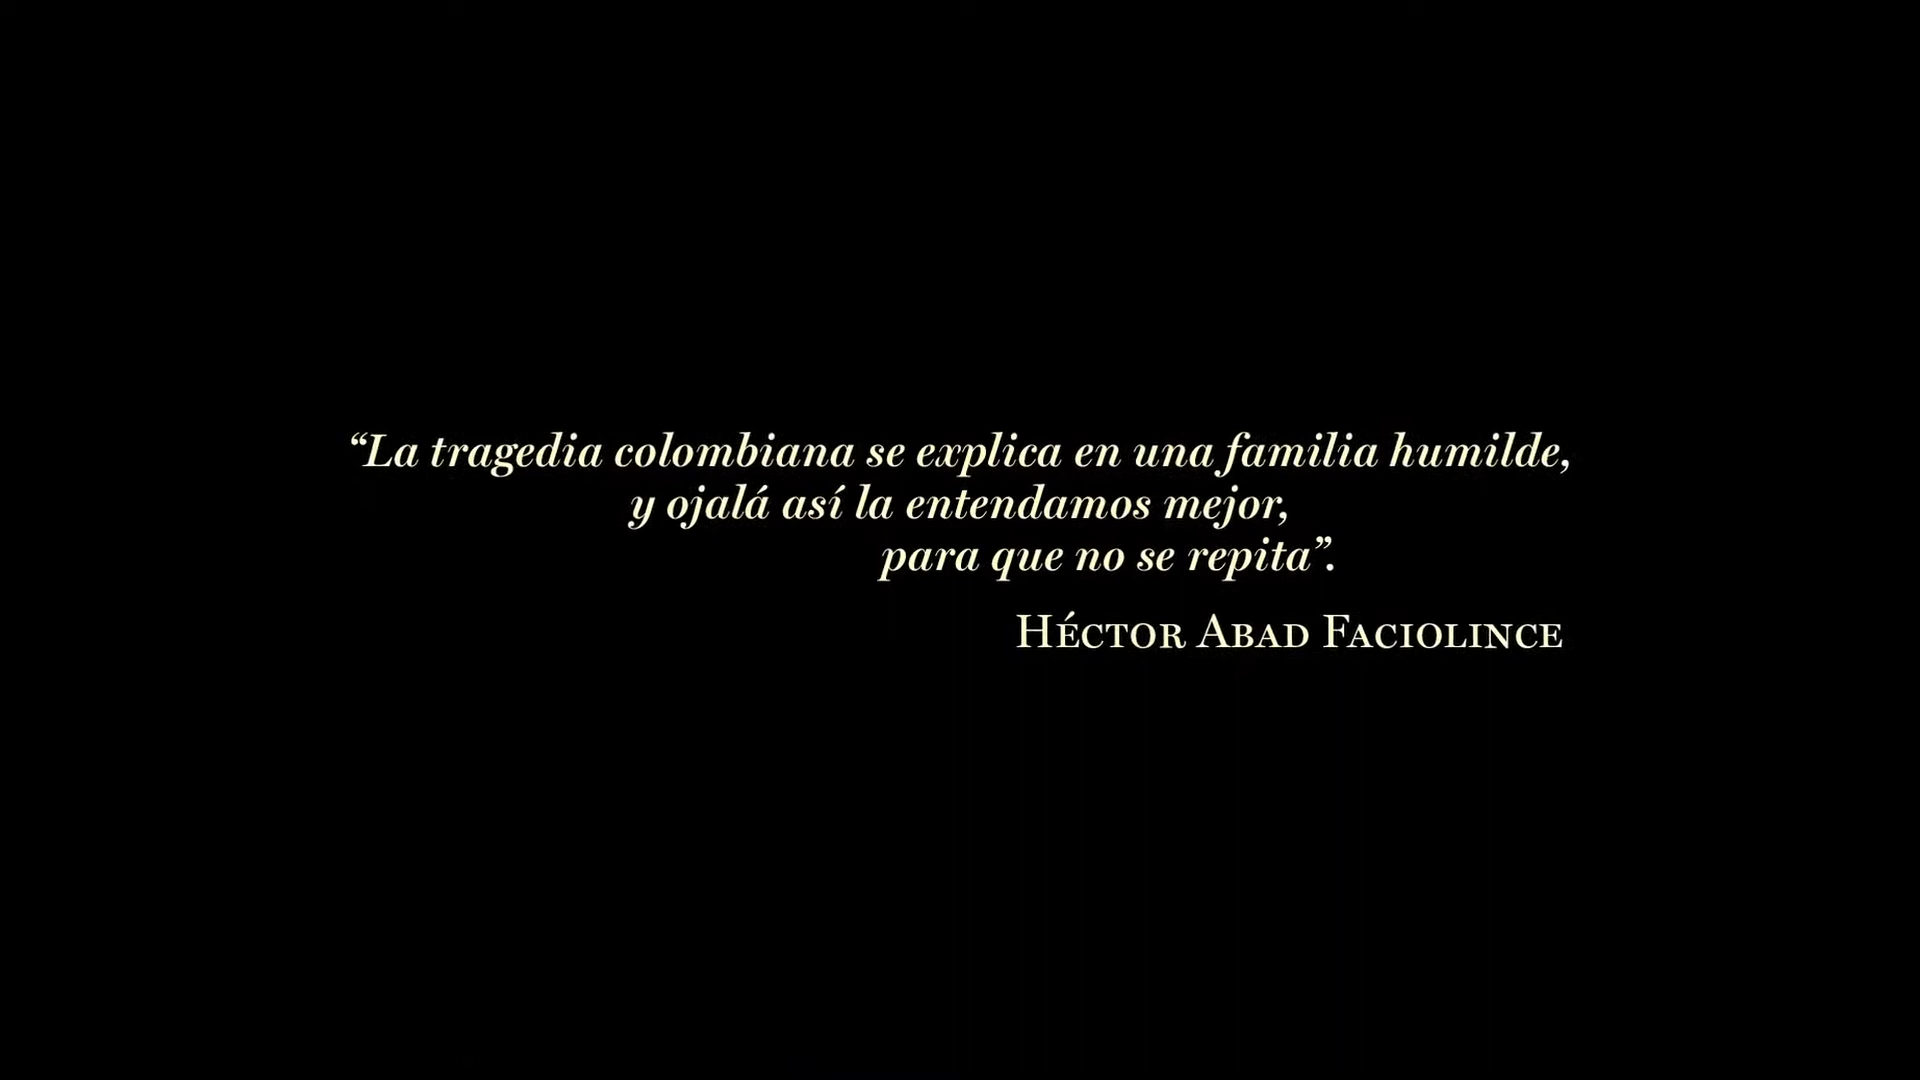 “La tragedia colombiana se explica en una familia humilde,
y ojalá así la entendamos mejor,
para que no se repita”.
Héctor Abad Faciolince